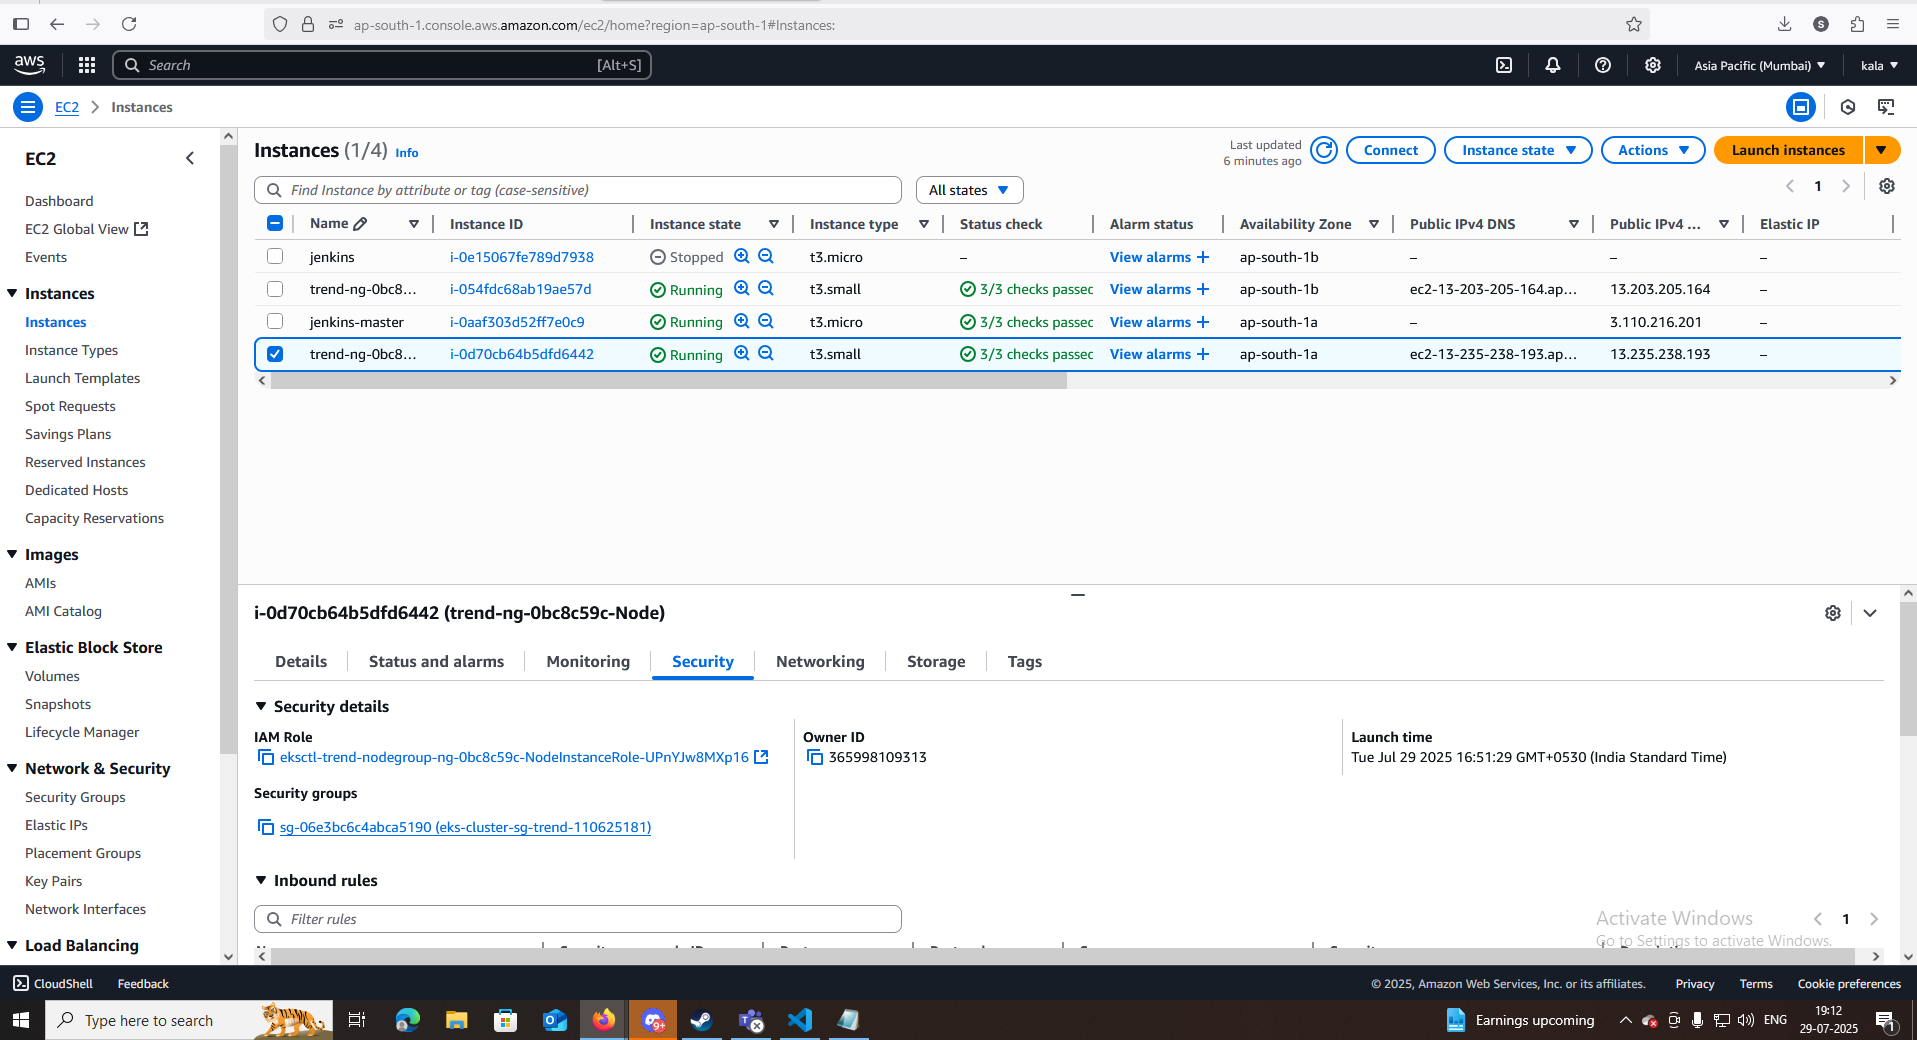 ap-south-1.console.aws.amazon.com/ec2/home?region=ap-south-1#Instances:
aws
Search
[Alt+S]
Asia Pacific (Mumbai)
kala
EC2
Instances
EC2
Dashboard
EC2 Global View
Events
Instances
Instances
Instance Types
Launch Templates
Spot Requests
Savings Plans
Reserved Instances
Dedicated Hosts
Capacity Reservations
Images
AMIs
AMI Catalog
Elastic Block Store
Volumes
Snapshots
Lifecycle Manager
Network & Security
Security Groups
Elastic IPs
Placement Groups
Key Pairs
Network Interfaces
Load Balancing
Instances (1/4) Info
Last updated
6 minutes ago
Connect
Instance state
Actions
Launch instances
Find Instance by attribute or tag (case-sensitive)
All states
1
Name Instance ID Instance state Instance type Status check Alarm status Availability Zone Public IPv4 DNS Public IPv4 ... Elastic IP
jenkins i-0e15067fe789d7938 Stopped t3.micro – View alarms + ap-south-1b – – –
trend-ng-0bc8... i-054fdc68ab19ae57d Running t3.small 3/3 checks passec View alarms + ap-south-1b ec2-13-203-205-164.ap... 13.203.205.164 –
jenkins-master i-0aaf303d52ff7e0c9 Running t3.micro 3/3 checks passec View alarms + ap-south-1a – 3.110.216.201 –
trend-ng-0bc8... i-0d70cb64b5dfd6442 Running t3.small 3/3 checks passec View alarms + ap-south-1a ec2-13-235-238-193.ap... 13.235.238.193 –
i-0d70cb64b5dfd6442 (trend-ng-0bc8c59c-Node)
Details Status and alarms Monitoring Security Networking Storage Tags
Security details
IAM Role
eksctl-trend-nodegroup-ng-0bc8c59c-NodeInstanceRole-UPnYJw8MXp16
Owner ID
365998109313
Launch time
Tue Jul 29 2025 16:51:29 GMT+0530 (India Standard Time)
Security groups
sg-06e3bc6c4abca5190 (eks-cluster-sg-trend-110625181)
Inbound rules
Filter rules
1
Activate Windows
Go to Settings to activate Windows.
CloudShell Feedback
© 2025, Amazon Web Services, Inc. or its affiliates. Privacy Terms Cookie preferences
Type here to search
9+
Earnings upcoming
ENG
19:12
29-07-2025
1